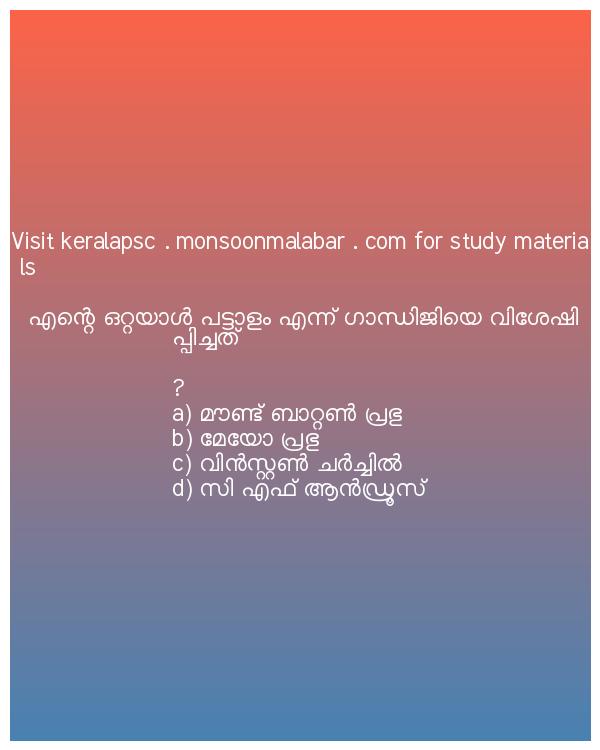 Visit keralapsc . monsoonmalabar . com for study materia
ls
എന്റെ ഒറ്റയാൾ പട്ടാളം എന്ന് ഗാന്ധിജിയെ വിശേഷി
പ്പിച്ചത്
?
a) മൗണ്ട് ബാറ്റൺ പ്രഭു
b) മേയോ പ്രഭു
c) വിൻസ്റ്റൺ ചർച്ചിൽ
d) സി എഫ് ആൻഡ്രൂസ്